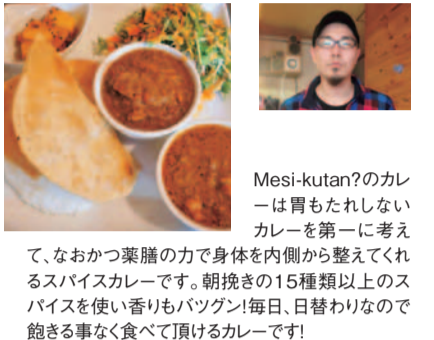 Mesi-kutan?のカレ
ーは胃もたれしない
カレーを第一に考え
て、なおかつ薬膳の力で身体を内側から整えてくれ
るスパイスカレーです。朝挽きの15種類以上のス
パイスを使い香りもバツグン!毎日、日替わりなので
飽きる事なく食べて頂けるカレーです!